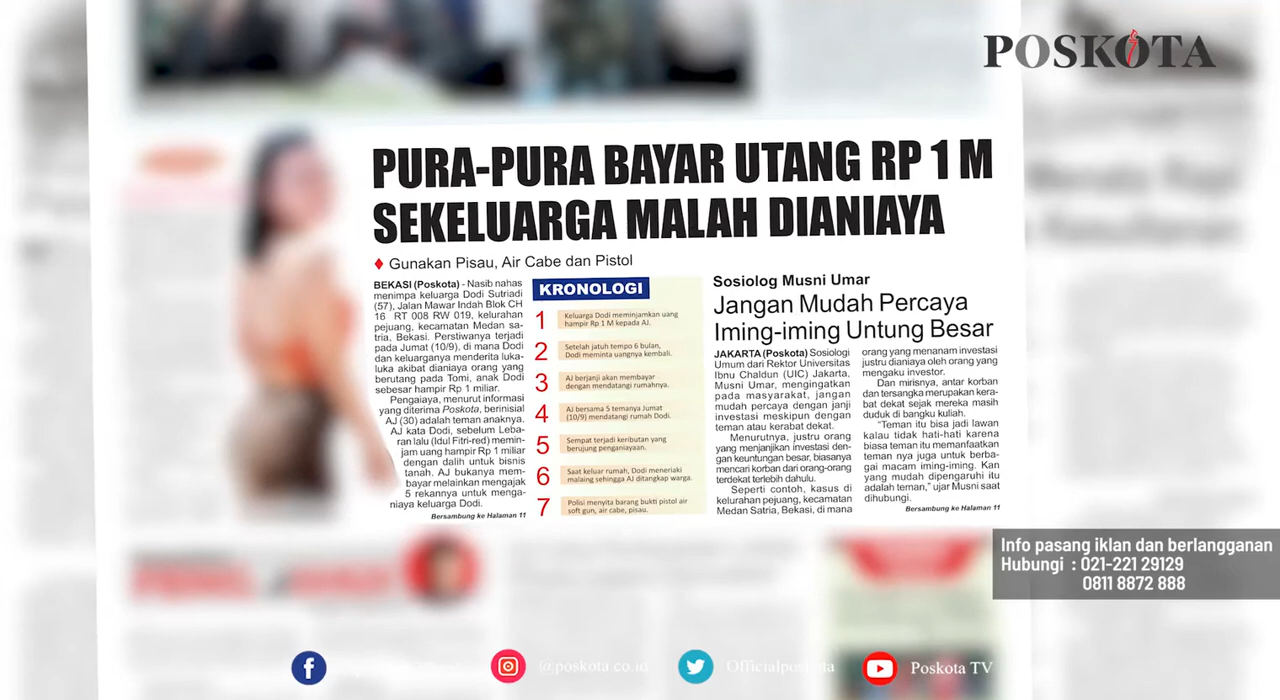 POSKOTA
PURA-PURA BAYAR UTANG RP 1 M
SEKELUARGA MALAH DIANIAYA
Gunakan Pisau, Air Cabe dan Pistol
BEKASI (Poskota) - Nasib nahas
menimpa keluarga Dodi Sutriadi
(57), Jalan Mawar Indah Blok CH
16 RT 008 RW 019, kelurahan
pejuang, kecamatan Medan sa-
tria, Bekasi. Perstiwanya terjadi
pada Jumat (10/9), di mana Dodi
dan keluarganya menderita luka-
luka akibat dianiaya orang yang
berutang pada Tomi, anak Dodi
sebesar hampir Rp 1 miliar.
Pengaiaya, menurut informasi
yang diterima Poskota, berinisial
AJ (30) adalah teman anaknya.
AJ kata Dodi, sebelum Leba-
ran lalu (Idul Fitri-red) memin-
jam uang hampir Rp 1 miliar
dengan dalih untuk bisnis
tanah. AJ bukanya mem-
bayar melainkan mengajak
5 rekannya untuk menga-
niaya keluarga Dodi.
Bersambung ke Halaman 11
KRONOLOGI
1 Keluarga Dodi meminjamkan uang
hampir Rp 1 M kepada AJ.
2 Setelah jatuh tempo 6 bulan,
Dodi meminta uangnya kembali.
3 AJ berjanji akan membayar
dengan mendatangi rumahnya.
4 AJ bersama 5 temanya Jumat
(10/9) mendatangi rumah Dodi.
5 Sempat terjadi keributan yang
berujung penganiayaan.
6 Saat keluar rumah, Dodi meneriaki
malaing sehingga AJ ditangkap warga.
7 Polisi menyita barang bukti pistol air
soft gun, air cabe, pisau.
Sosiolog Musni Umar
Jangan Mudah Percaya
Iming-iming Untung Besar
JAKARTA (Poskota) Sosiologi
Umum dari Rektor Universitas
Ibnu Chaldun (UIC) Jakarta,
Musni Umar, mengingatkan
pada masyarakat, jangan
mudah percaya dengan janji
investasi meskipun dengan
teman atau kerabat dekat.
Menurutnya, justru orang
yang menjanjikan investasi den-
gan keuntungan besar, biasanya
mencari korban dari orang-orang
terdekat terlebih dahulu.
Seperti contoh, kasus di
kelurahan pejuang, kecamatan
Medan Satria, Bekasi, di mana
orang yang menanam investasi
justru dianiaya oleh orang yang
mengaku investor.
Dan mirisnya, antar korban
dan tersangka merupakan kera-
bat dekat sejak mereka masih
duduk di bangku kuliah.
"Teman itu bisa jadi lawan
kalau tidak hati-hati karena
biasa teman itu memanfaatkan
teman nya juga untuk berba-
gai macam iming-iming. Kan
yang mudah dipengaruhi itu
adalah teman," ujar Musni saat
dihubungi.
Bersambung ke Halaman 11
Info pasang iklan dan berlangganan
Hubungi : 021-221 29129
0811 8872 888
@poskota.co.id
Officialposkota
Poskota TV